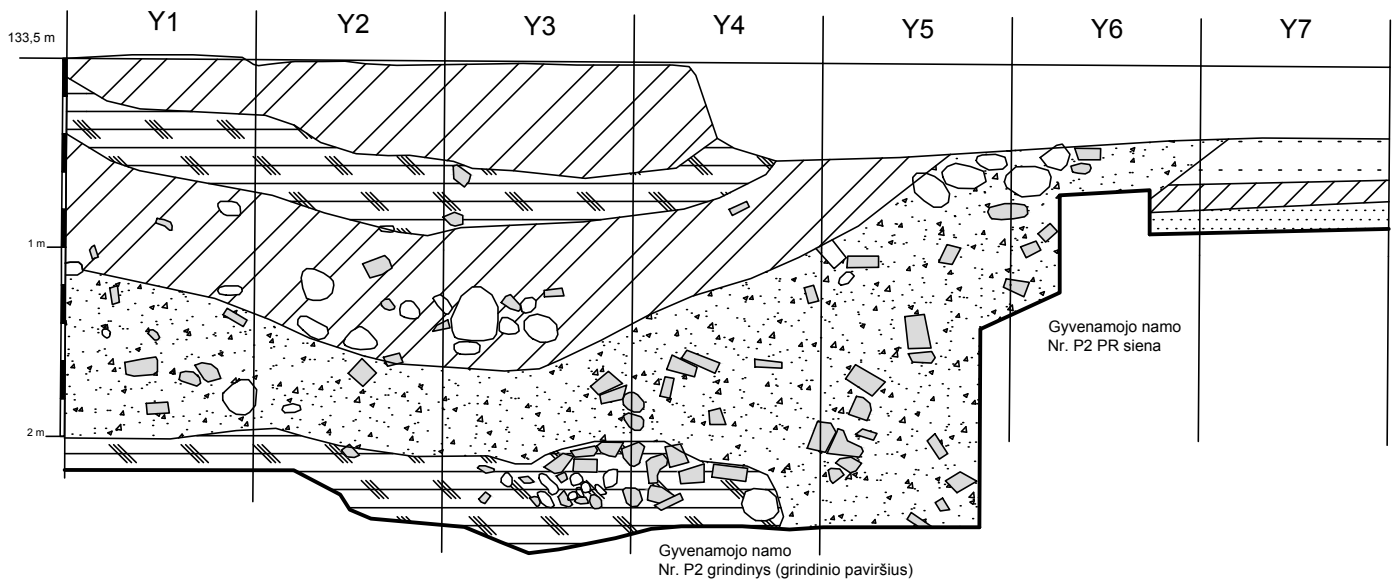 Y1 Y2 Y3 Y4 Y5 Y6 Y7
133,5 m
1 m
2 m
Gyvenamojo namo
Nr. P2 PR siena
Gyvenamojo namo
Nr. P2 grindinys (grindinio paviršius)